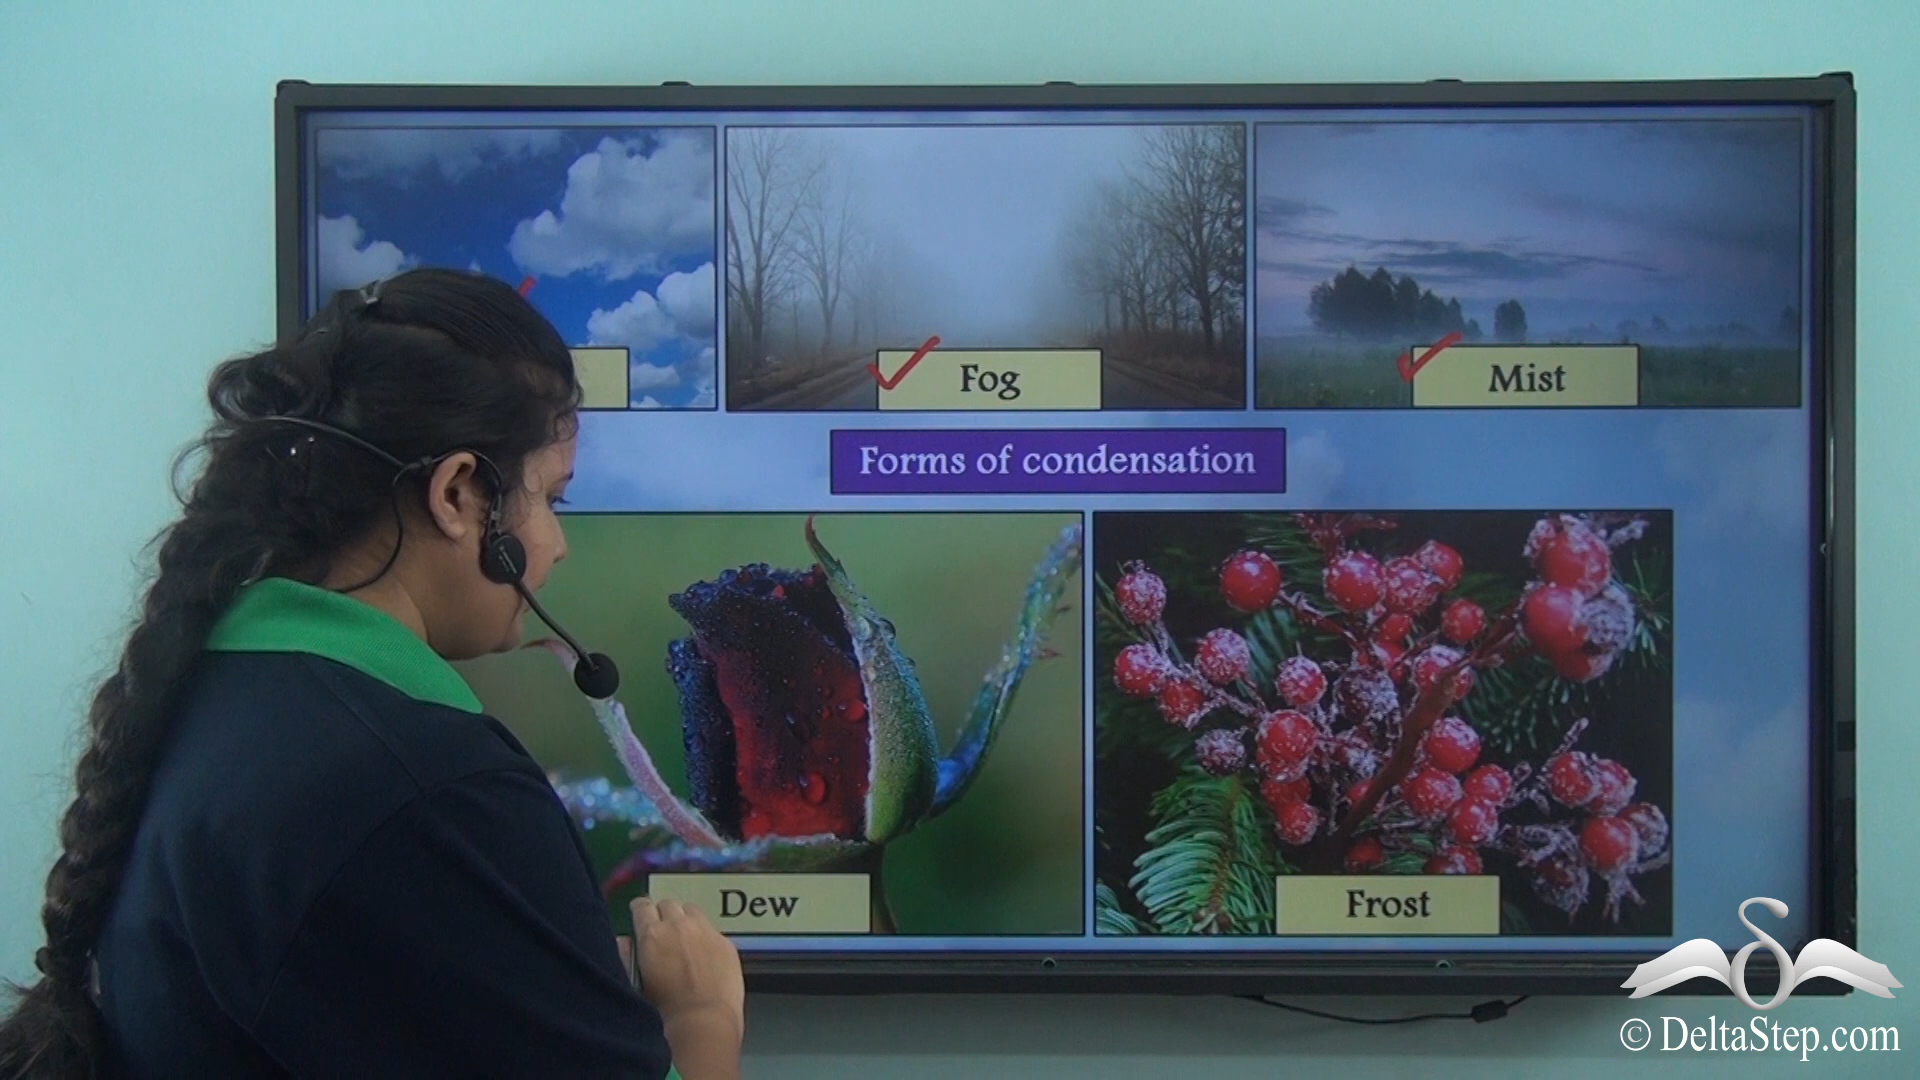 Fog
Mist
Forms of condensation
Dew
Frost
© DeltaStep.com